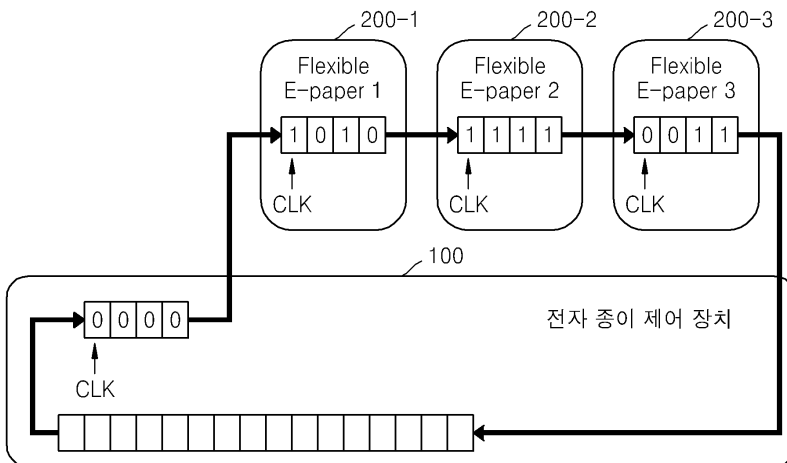 200-1
200-2
200-3
Flexible
E-paper 1
Flexible
E-paper 2
Flexible
E-paper 3
1 0 1 0
1 1 1 1
0 0 1 1
CLK
CLK
CLK
100
0 0 0 0
전자 종이 제어 장치
CLK